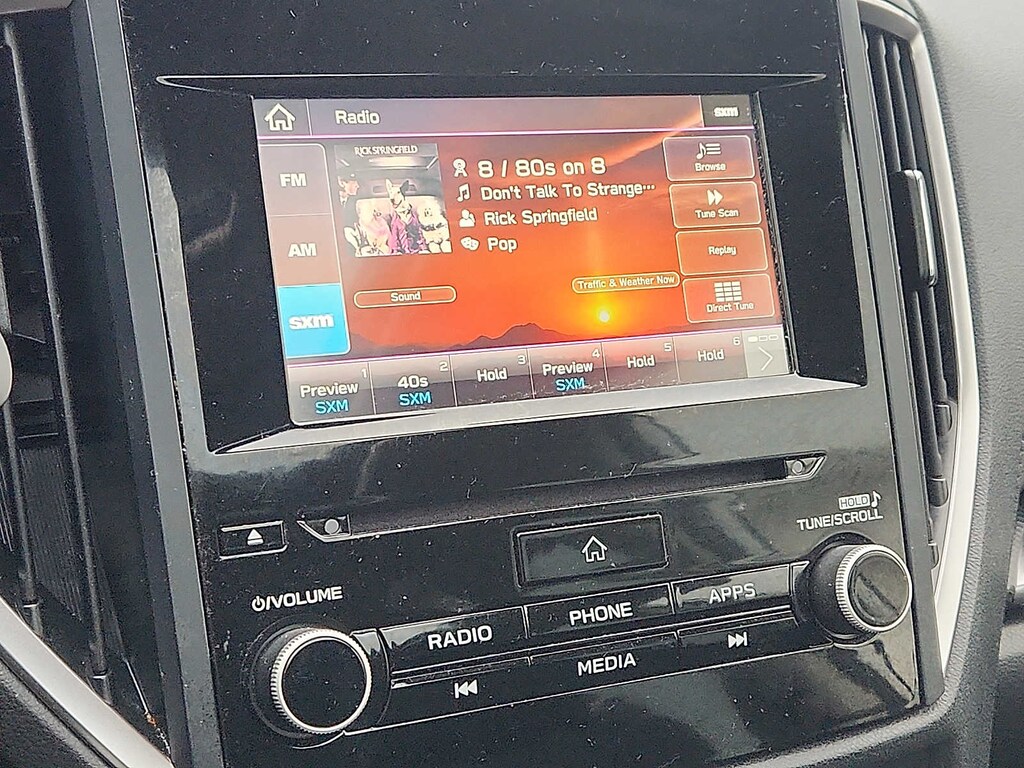 Radio
sxm
FM
AM
sxm
RICK SPRINGFIELD
8 / 80s on 8
Don't Talk To Strange...
Rick Springfield
Pop
Sound
Traffic & Weather Now
Browse
Tune Scan
Replay
Direct Tune
1
Preview
SXM
2
40s
SXM
3
Hold
4
Preview
SXM
5
Hold
6
Hold
HOLD
TUNE/SCROLL
/VOLUME
RADIO
PHONE
APPS
MEDIA